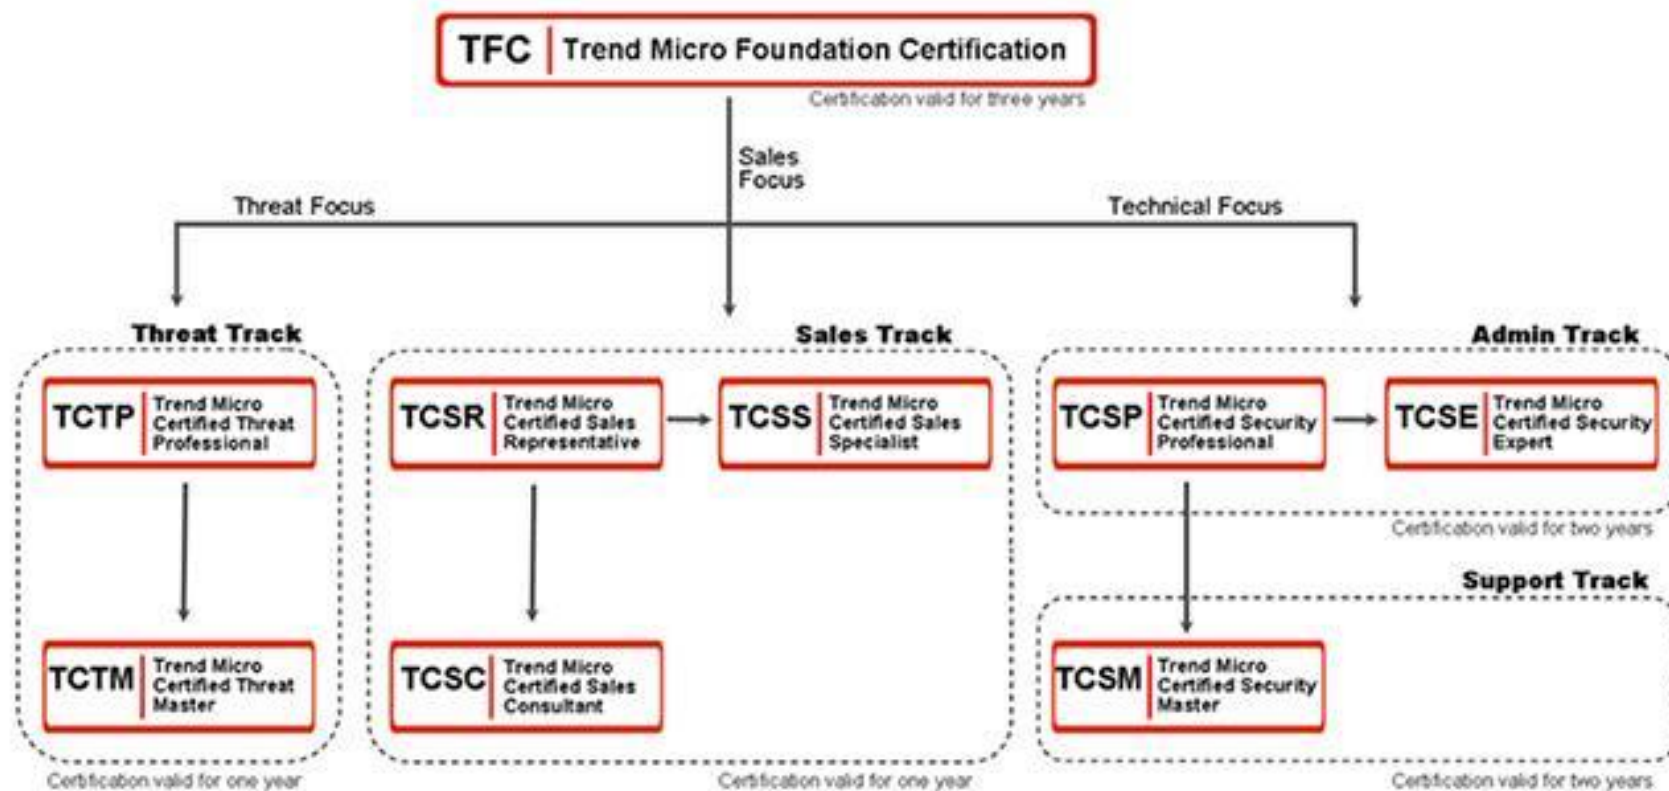 TFC Trend Micro Foundation Certification
Certification valid for three years
Sales
Focus
Threat Focus
Technical Focus
Threat Track
TCTP
Trend Micro
Certified Threat
Professional
TCTM
Trend Micro
Certified Threat
Master
Certification valid for one year
Sales Track
TCSR
Trend Micro
Certified Sales
Representative
TCSS
Trend Micro
Certified Sales
Specialist
TCSC
Trend Micro
Certified Sales
Consultant
Certification valid for one year
Admin Track
TCSP
Trend Micro
Certified Security
Professional
TCSE
Trend Micro
Certified Security
Expert
Certification valid for two years
Support Track
TCSM
Trend Micro
Certified Security
Master
Certification valid for two years